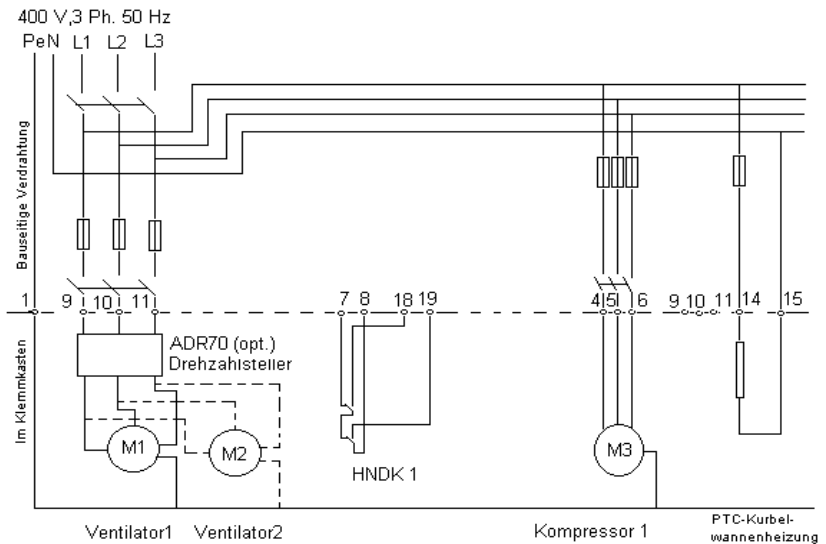 400 V,3 Ph. 50 Hz
Pe N L1 L2 L3
Bauseitige Verdrahtung
1 9 10 11 7 8 18 19 4 5 6 9 10 11 14 15
Im Klemmkasten
ADR70 (opt.)
Drehzahlsteller
M1 M2 M3
HNDK 1
Ventilator1 Ventilator2 Kompressor 1
PTC-Kurbel-
wannenheizung